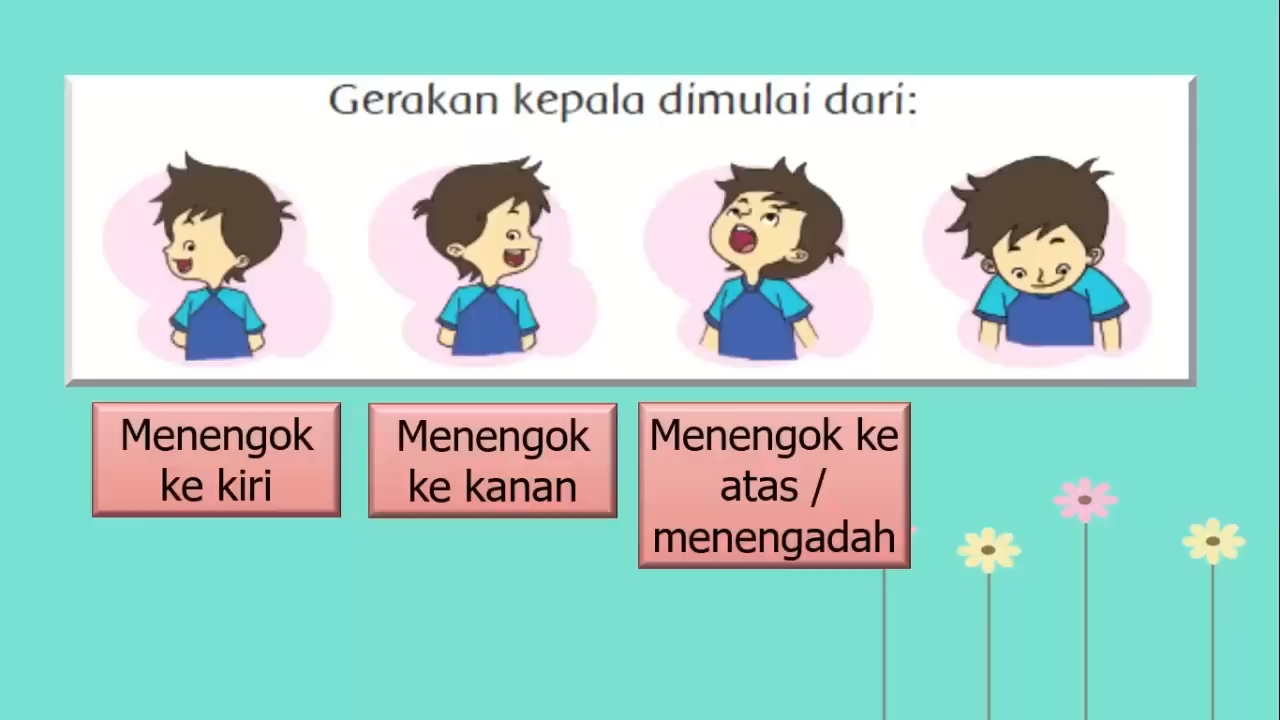 Gerakan kepala dimulai dari:
Menengok
ke kiri
Menengok
ke kanan
Menengok ke
atas /
menengadah